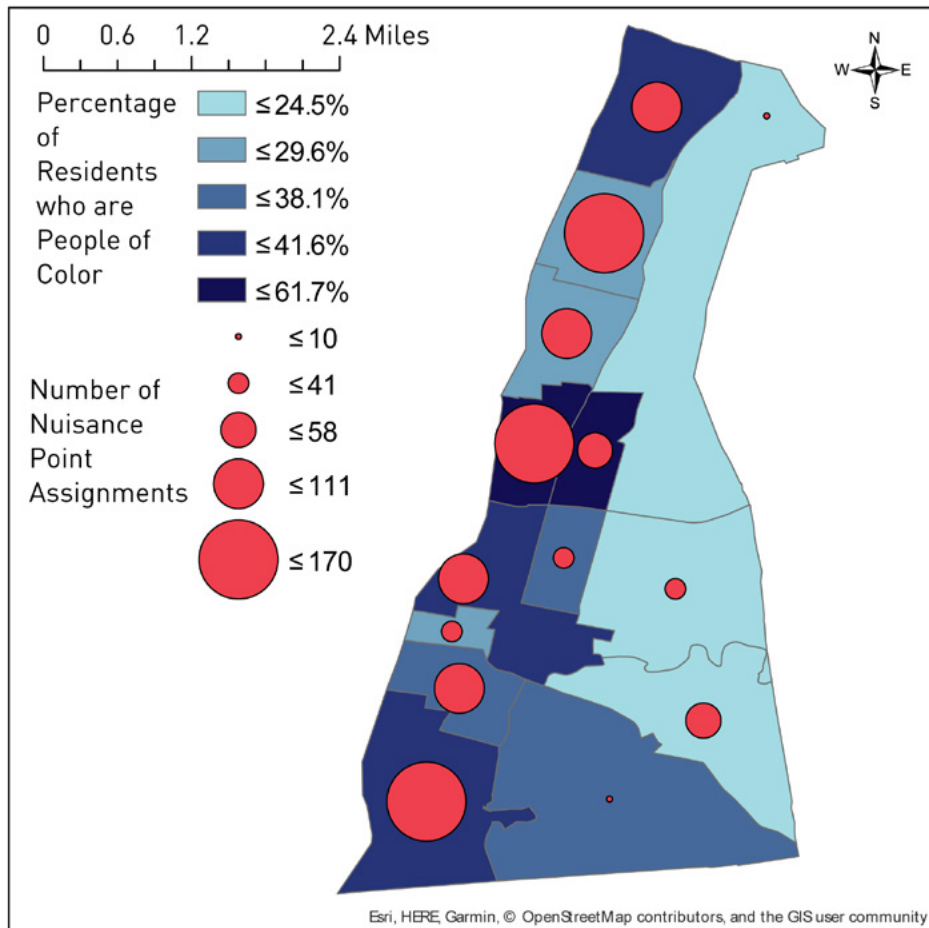 0 0.6 1.2 2.4 Miles
N
W E
S
Percentage
of
Residents
who are
People of
Color
≤24.5%
≤29.6%
≤38.1%
≤41.6%
≤61.7%
Number of
Nuisance
Point
Assignments
≤10
≤41
≤58
≤111
≤170
Esri, HERE, Garmin, © OpenStreetMap contributors, and the GIS user community